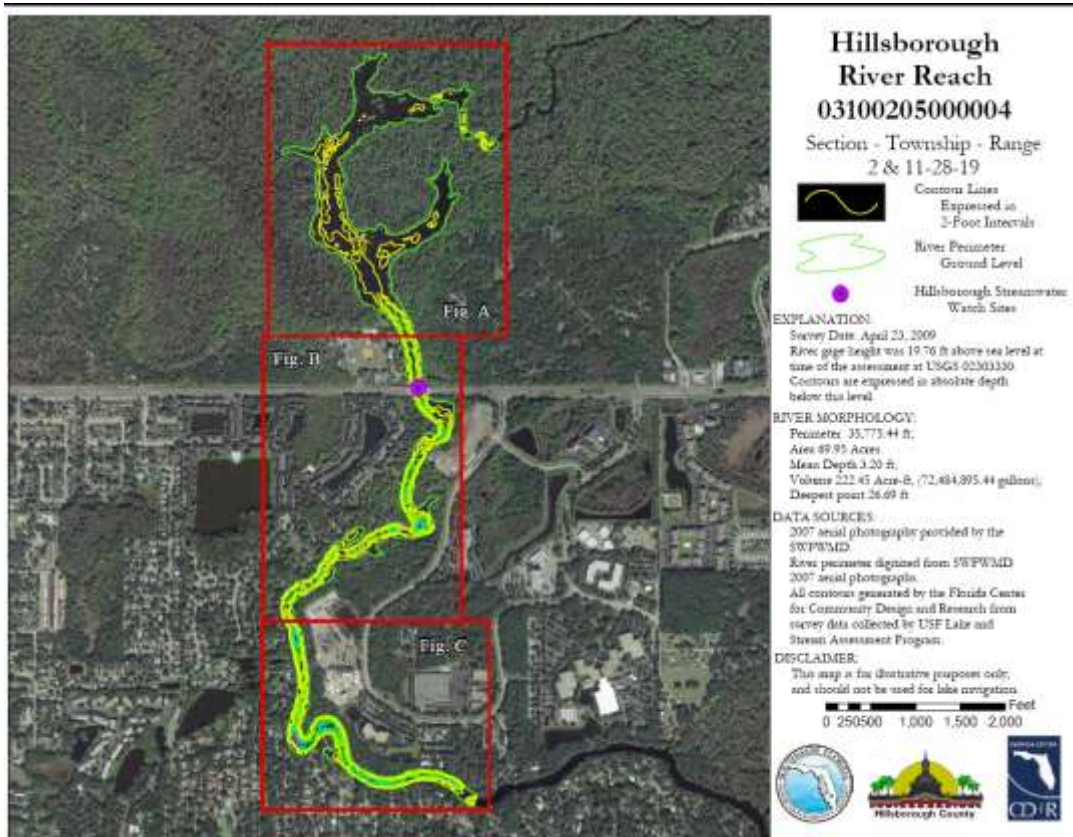 Hillsborough
River Reach
03100205000004
Section - Township - Range
2 & 11-28-19
Contour Lines
Expressed in
2-Foot Intervals
River Perimeter
Ground Level
Hillsborough Streamwater
Watch Sites
EXPLANATION:
Survey Date: April 23, 2009
River gage height was 19.76 ft above sea level at
time of the assessment at USGS 02303330.
Contours are expressed in absolute depth
below this level
RIVER MORPHOLOGY:
Perimeter 35,775.44 ft;
Area 69.95 Acres
Mean Depth 3.20 ft;
Volume 222.45 Acre-ft, (72,484,895.44 gallons);
Deepest point 26.69 ft
DATA SOURCES:
2007 aerial photography provided by the
SWFWMD.
River perimeter digitized from SWFWMD
2007 aerial photographs.
All contours generated by the Florida Center
for Community Design and Research from
survey data collected by USF Lake and
Stream Assessment Program.
DISCLAIMER:
This map is for illustrative purposes only,
and should not be used for lake navigation
Feet
0 250500 1,000 1,500 2,000
Hillsborough County
Fig. A
Fig. B
Fig. C